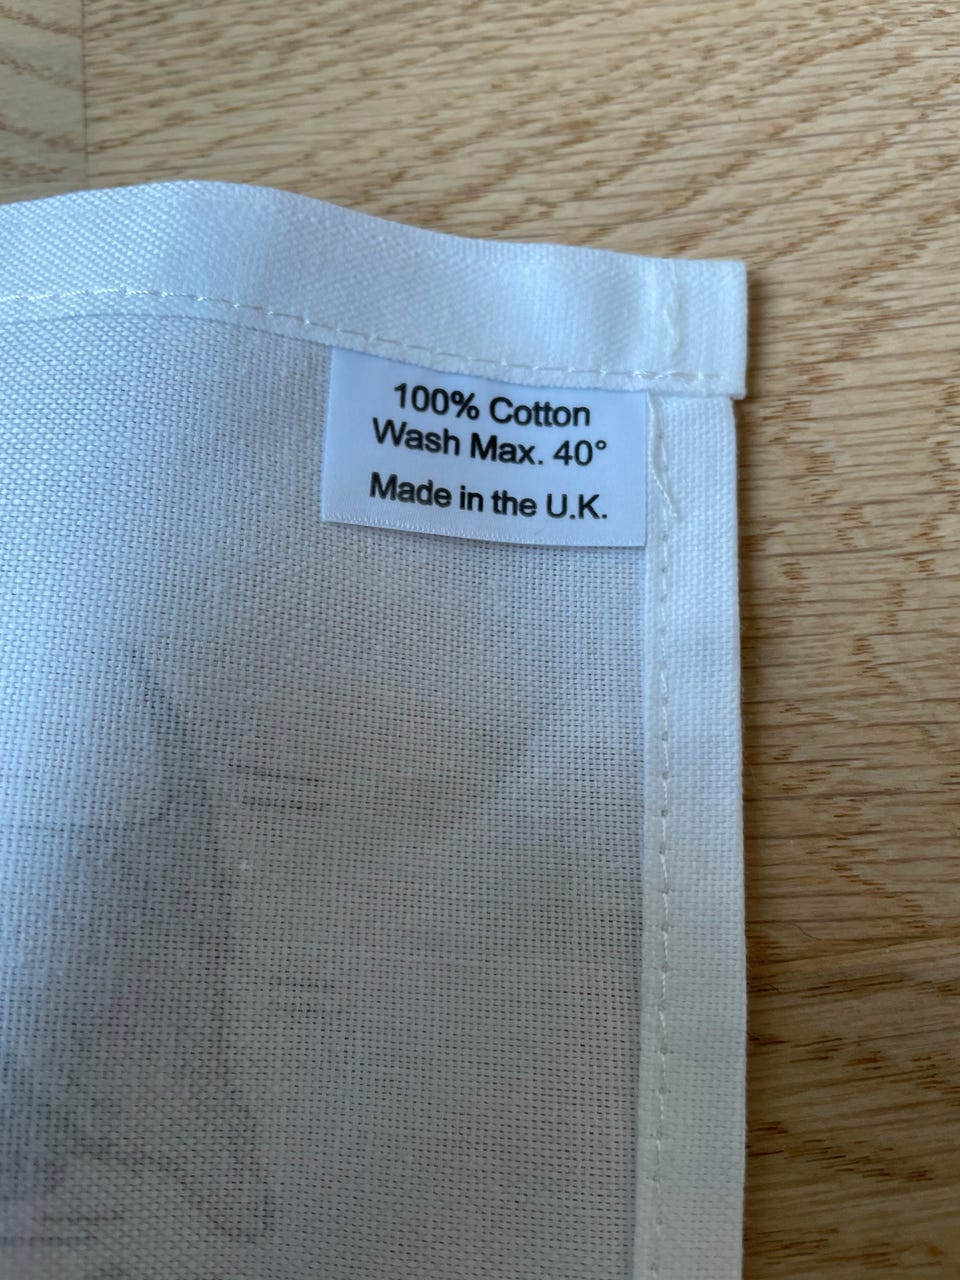 100% Cotton
Wash Max. 40°
Made in the U.K.